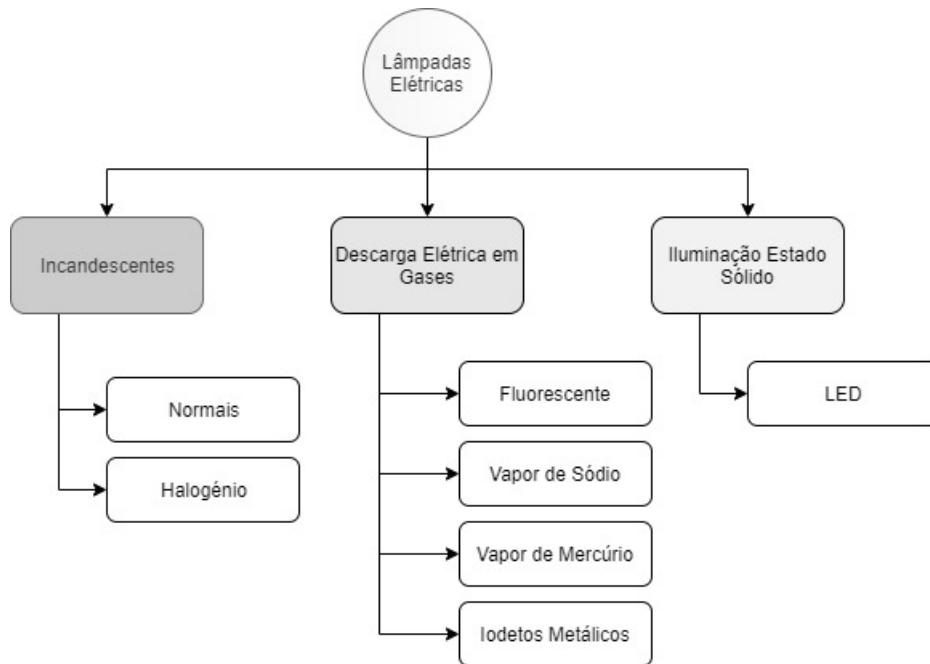 Lâmpadas
Elétricas
Incandescentes
Descarga Elétrica em
Gases
Iluminação Estado
Sólido
Normais
Halogénio
Fluorescente
Vapor de Sódio
Vapor de Mercúrio
Iodetos Metálicos
LED